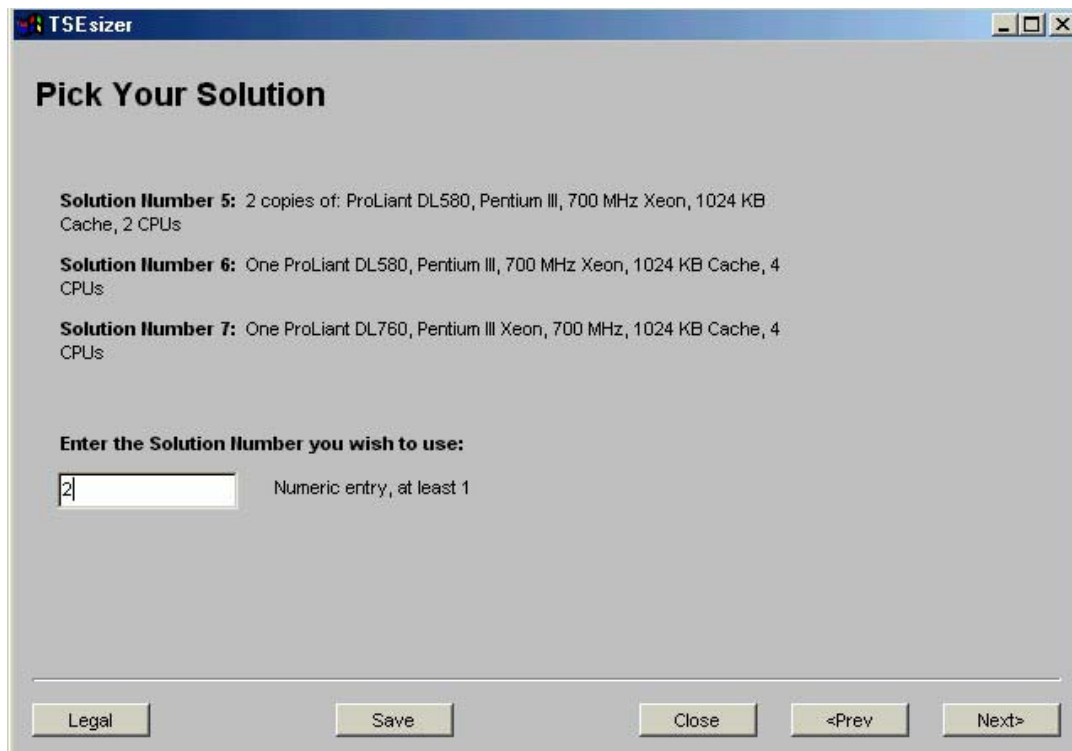 TSEsizer
Pick Your Solution
Solution Number 5: 2 copies of: ProLiant DL580, Pentium III, 700 MHz Xeon, 1024 KB
Cache, 2 CPUs
Solution Number 6: One ProLiant DL580, Pentium III, 700 MHz Xeon, 1024 KB Cache, 4
CPUs
Solution Number 7: One ProLiant DL760, Pentium III Xeon, 700 MHz, 1024 KB Cache, 4
CPUs
Enter the Solution Number you wish to use:
2 Numeric entry, at least 1
Legal Save Close <Prev Next>